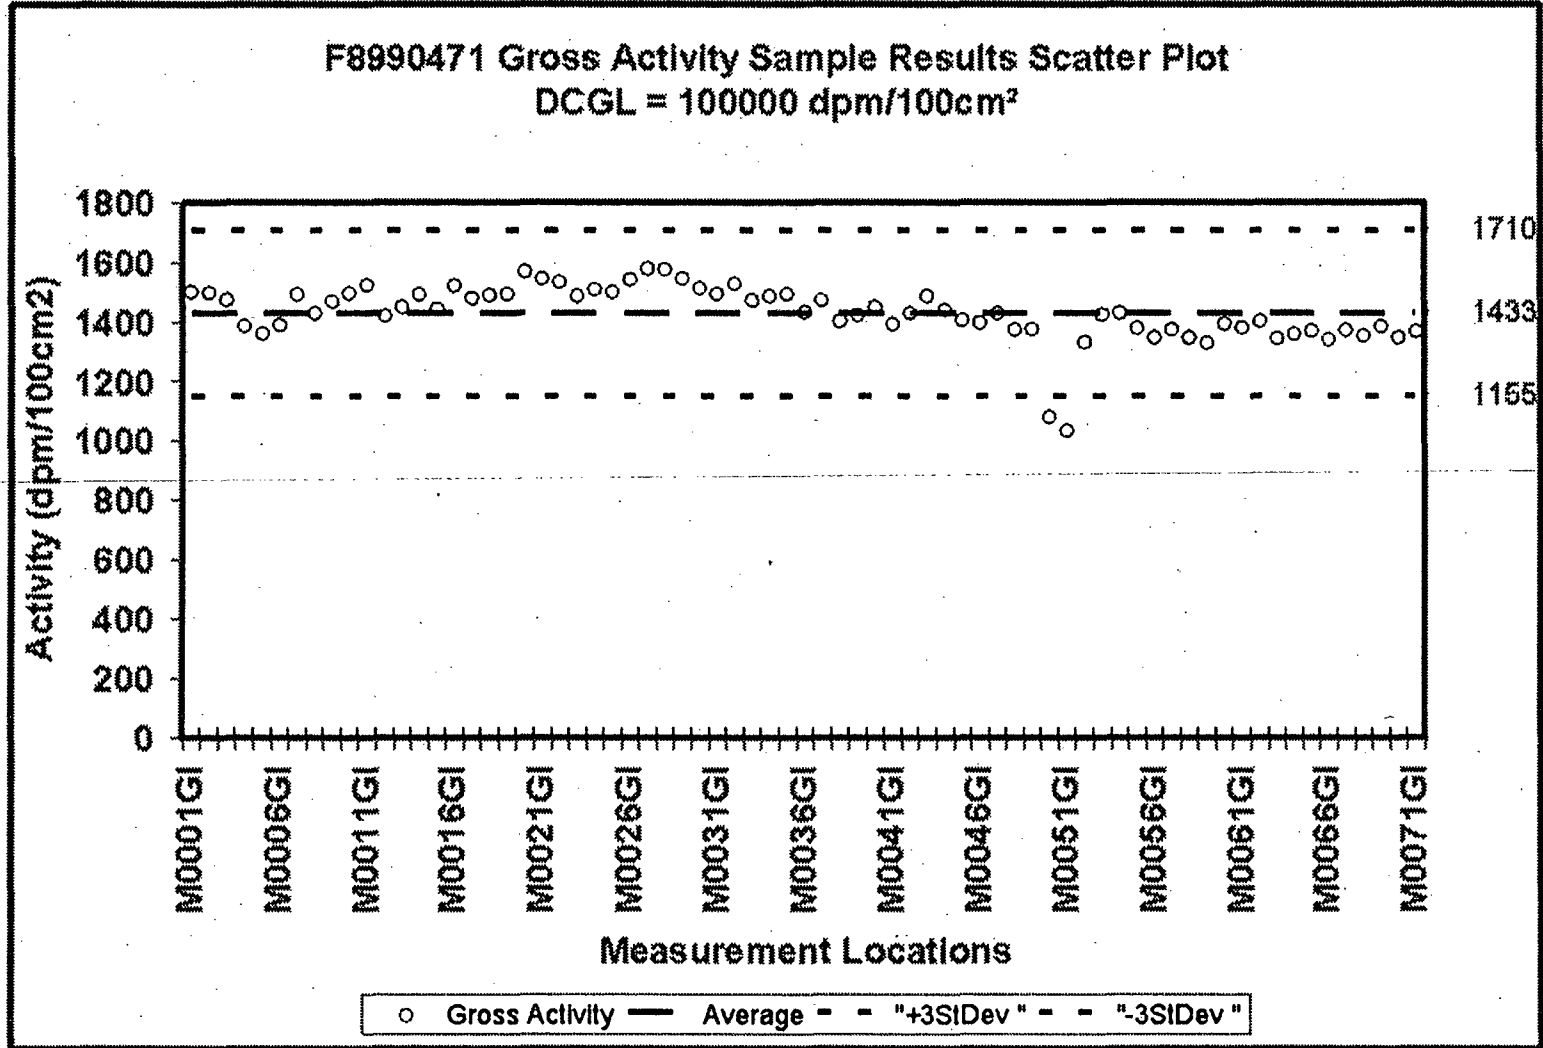 F8990471 Gross Activity Sample Results Scatter Plot
DCGL = 100000 dpm/100cm²
Activity (dpm/100cm2)
1800
1600
1400
1200
1000
800
600
400
200
0
1710
1433
1155
M0001GI
M0006GI
M0011GI
M0016GI
M0021GI
M0026GI
M0031GI
M0036GI
M0041GI
M0046GI
M0051GI
M0056GI
M0061GI
M0066GI
M0071GI
Measurement Locations
Gross Activity Average "+3StDev " "-3StDev "